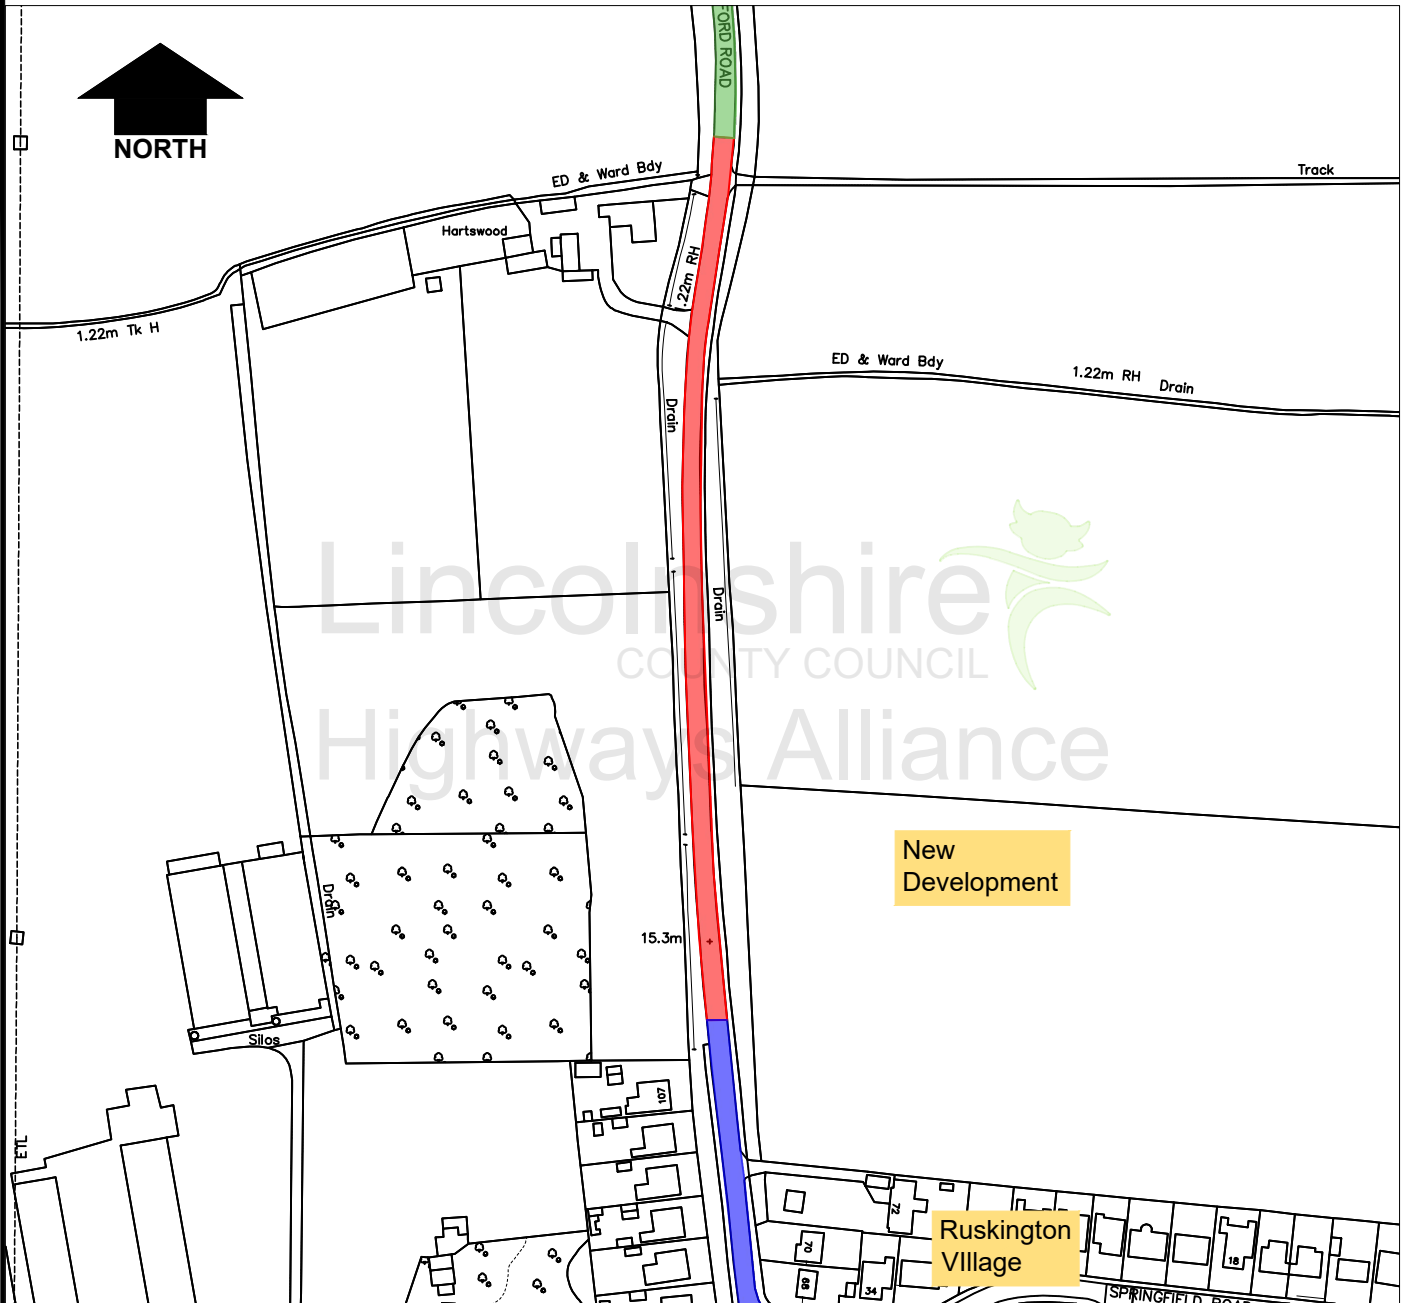 FORD ROAD
NORTH
ED & Ward Bdy
Track
Hartswood
1.22m RH
1.22m Tk H
ED & Ward Bdy
1.22m RH
Drain
Drain
Drain
Lincolnshire
COUNTY COUNCIL
Highways Alliance
New
Development
Drain
15.3m
Silos
107
ETL
72
Ruskington
VIllage
70
18
68
34
SPRINGFIELD ROAD